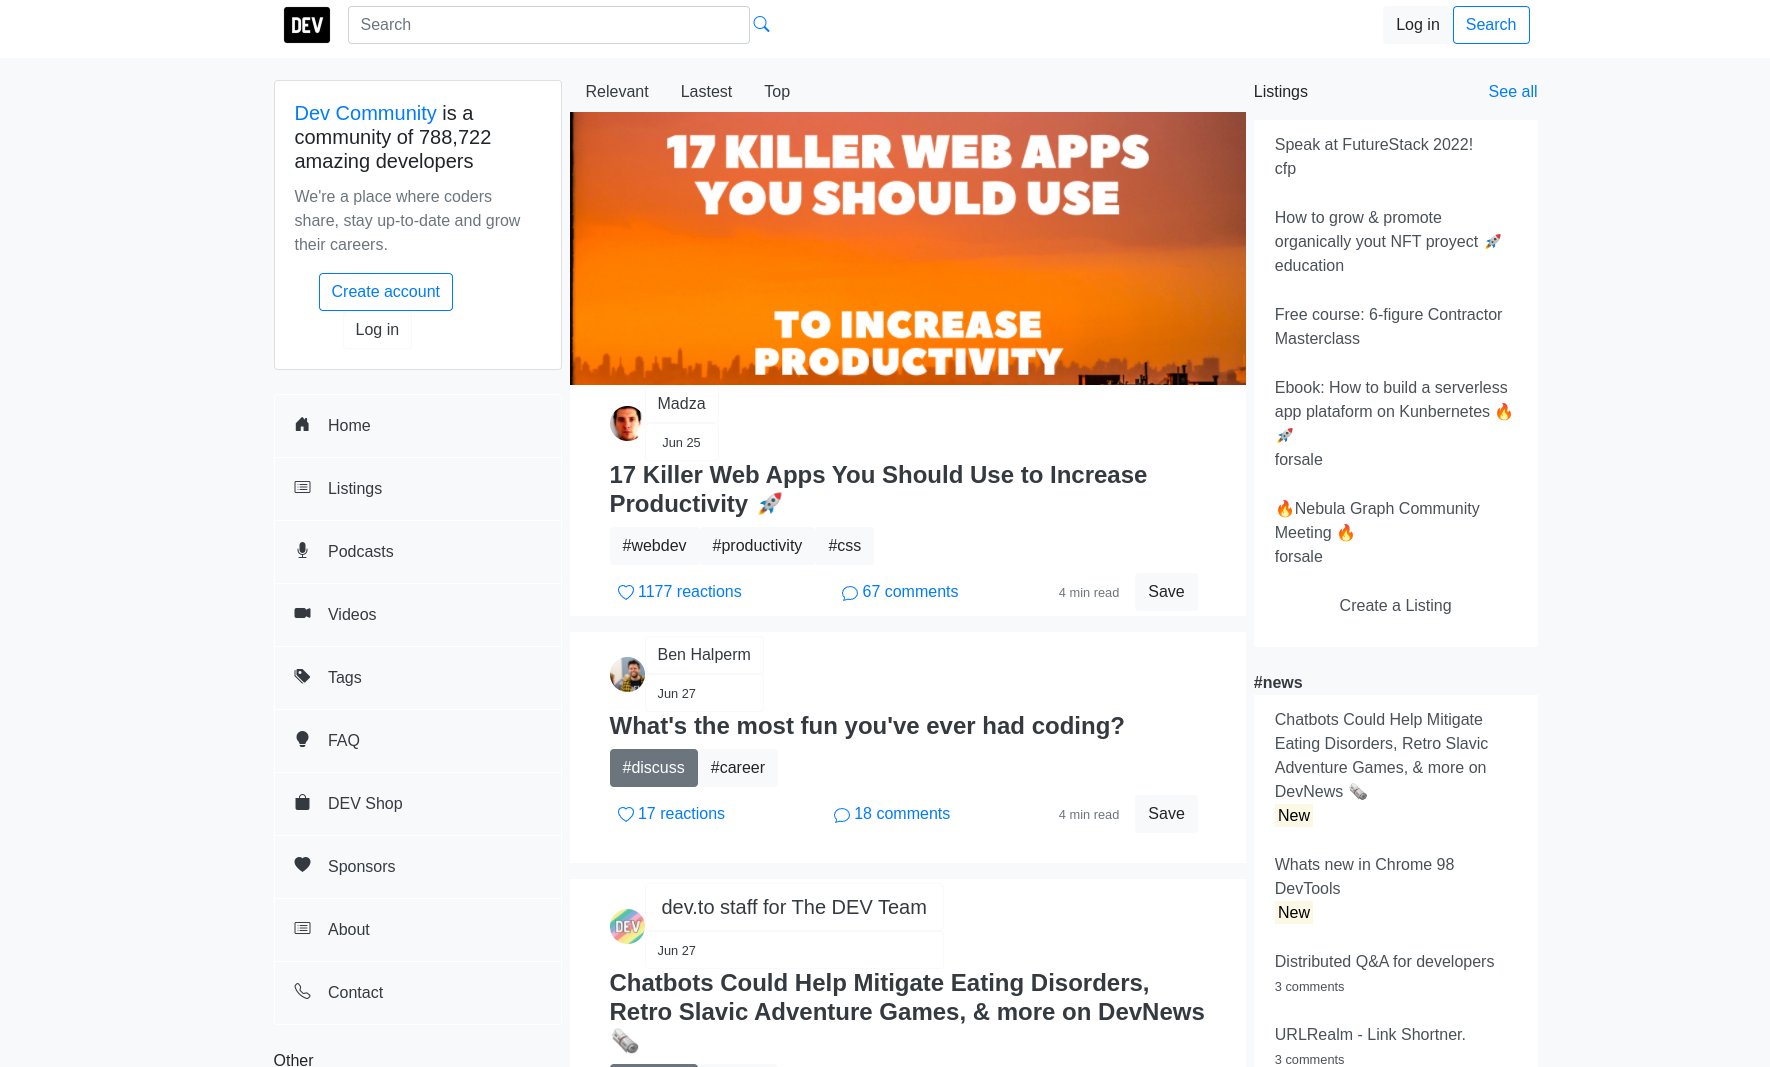 DEV
Search
Log in
Search
Dev Community is a
community of 788,722
amazing developers
We're a place where coders
share, stay up-to-date and grow
their careers.
Create account
Log in
Home
Listings
Podcasts
Videos
Tags
FAQ
DEV Shop
Sponsors
About
Contact
Other
Relevant
Lastest
Top
17 KILLER WEB APPS
YOU SHOULD USE
TO INCREASE
PRODUCTIVITY
Madza
Jun 25
17 Killer Web Apps You Should Use to Increase
Productivity 🚀
#webdev
#productivity
#css
1177 reactions
67 comments
4 min read
Save
Ben Halperm
Jun 27
What's the most fun you've ever had coding?
#discuss
#career
17 reactions
18 comments
4 min read
Save
DEV
dev.to staff for The DEV Team
Jun 27
Chatbots Could Help Mitigate Eating Disorders,
Retro Slavic Adventure Games, & more on DevNews
🗞️
Listings
See all
Speak at FutureStack 2022!
cfp
How to grow & promote
organically yout NFT proyect 🚀
education
Free course: 6-figure Contractor
Masterclass
Ebook: How to build a serverless
app plataform on Kunbernetes 🔥
🚀
forsale
🔥Nebula Graph Community
Meeting 🔥
forsale
Create a Listing
#news
Chatbots Could Help Mitigate
Eating Disorders, Retro Slavic
Adventure Games, & more on
DevNews 🗞️
New
Whats new in Chrome 98
DevTools
New
Distributed Q&A for developers
3 comments
URLRealm - Link Shortner.
3 comments